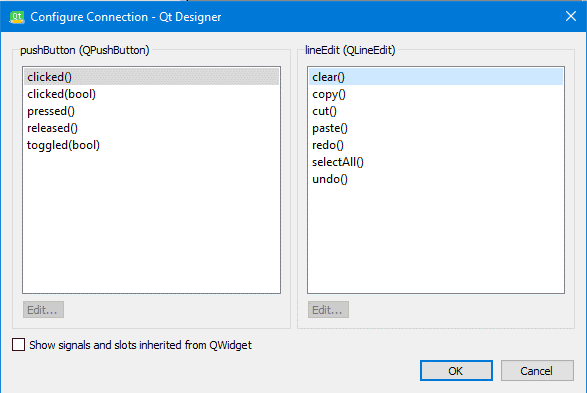 Configure Connection - Qt Designer
pushButton (QPushButton)
clicked()
clicked(bool)
pressed()
released()
toggled(bool)
Edit...
lineEdit (QLineEdit)
clear()
copy()
cut()
paste()
redo()
selectAll()
undo()
Edit...
Show signals and slots inherited from QWidget
OK
Cancel